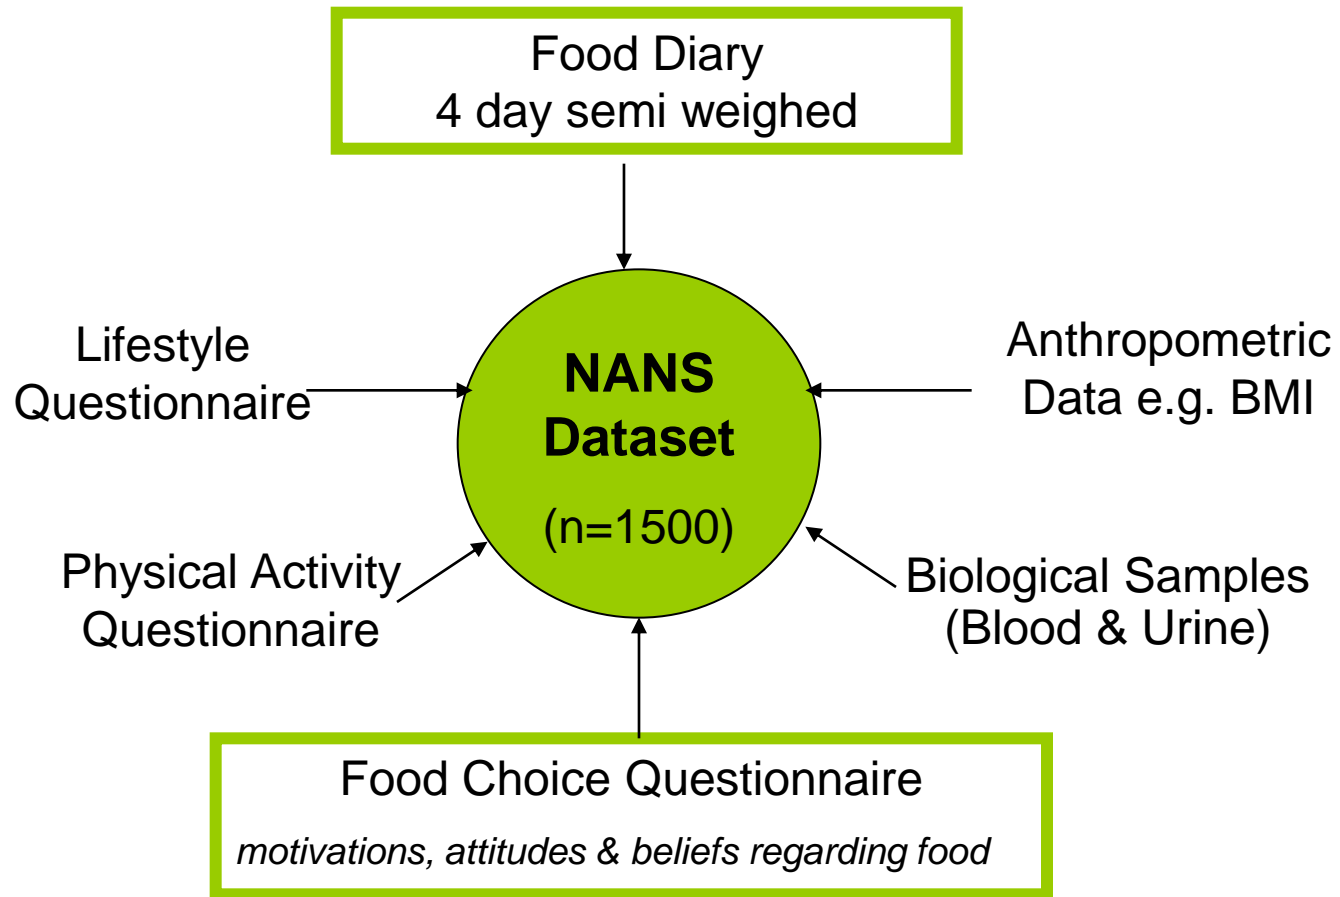 Food Diary
4 day semi weighed
Lifestyle
Questionnaire
NANS
Dataset
(n=1500)
Anthropometric
Data e.g. BMI
Physical Activity
Questionnaire
Biological Samples
(Blood & Urine)
Food Choice Questionnaire
motivations, attitudes & beliefs regarding food